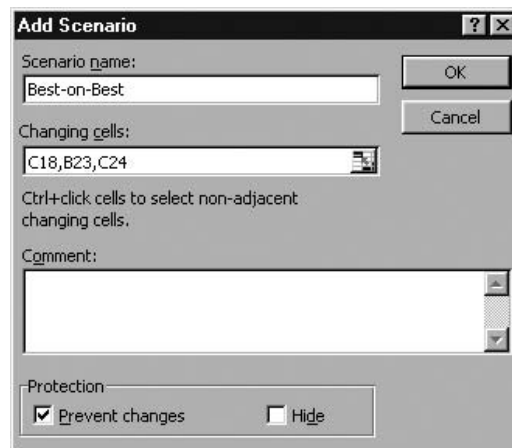 Add Scenario
Scenario name:
OK
Best-on-Best
Cancel
Changing cells:
C18,B23,C24
Ctrl+click cells to select non-adjacent
changing cells.
Comment:
Protection
Prevent changes
Hide